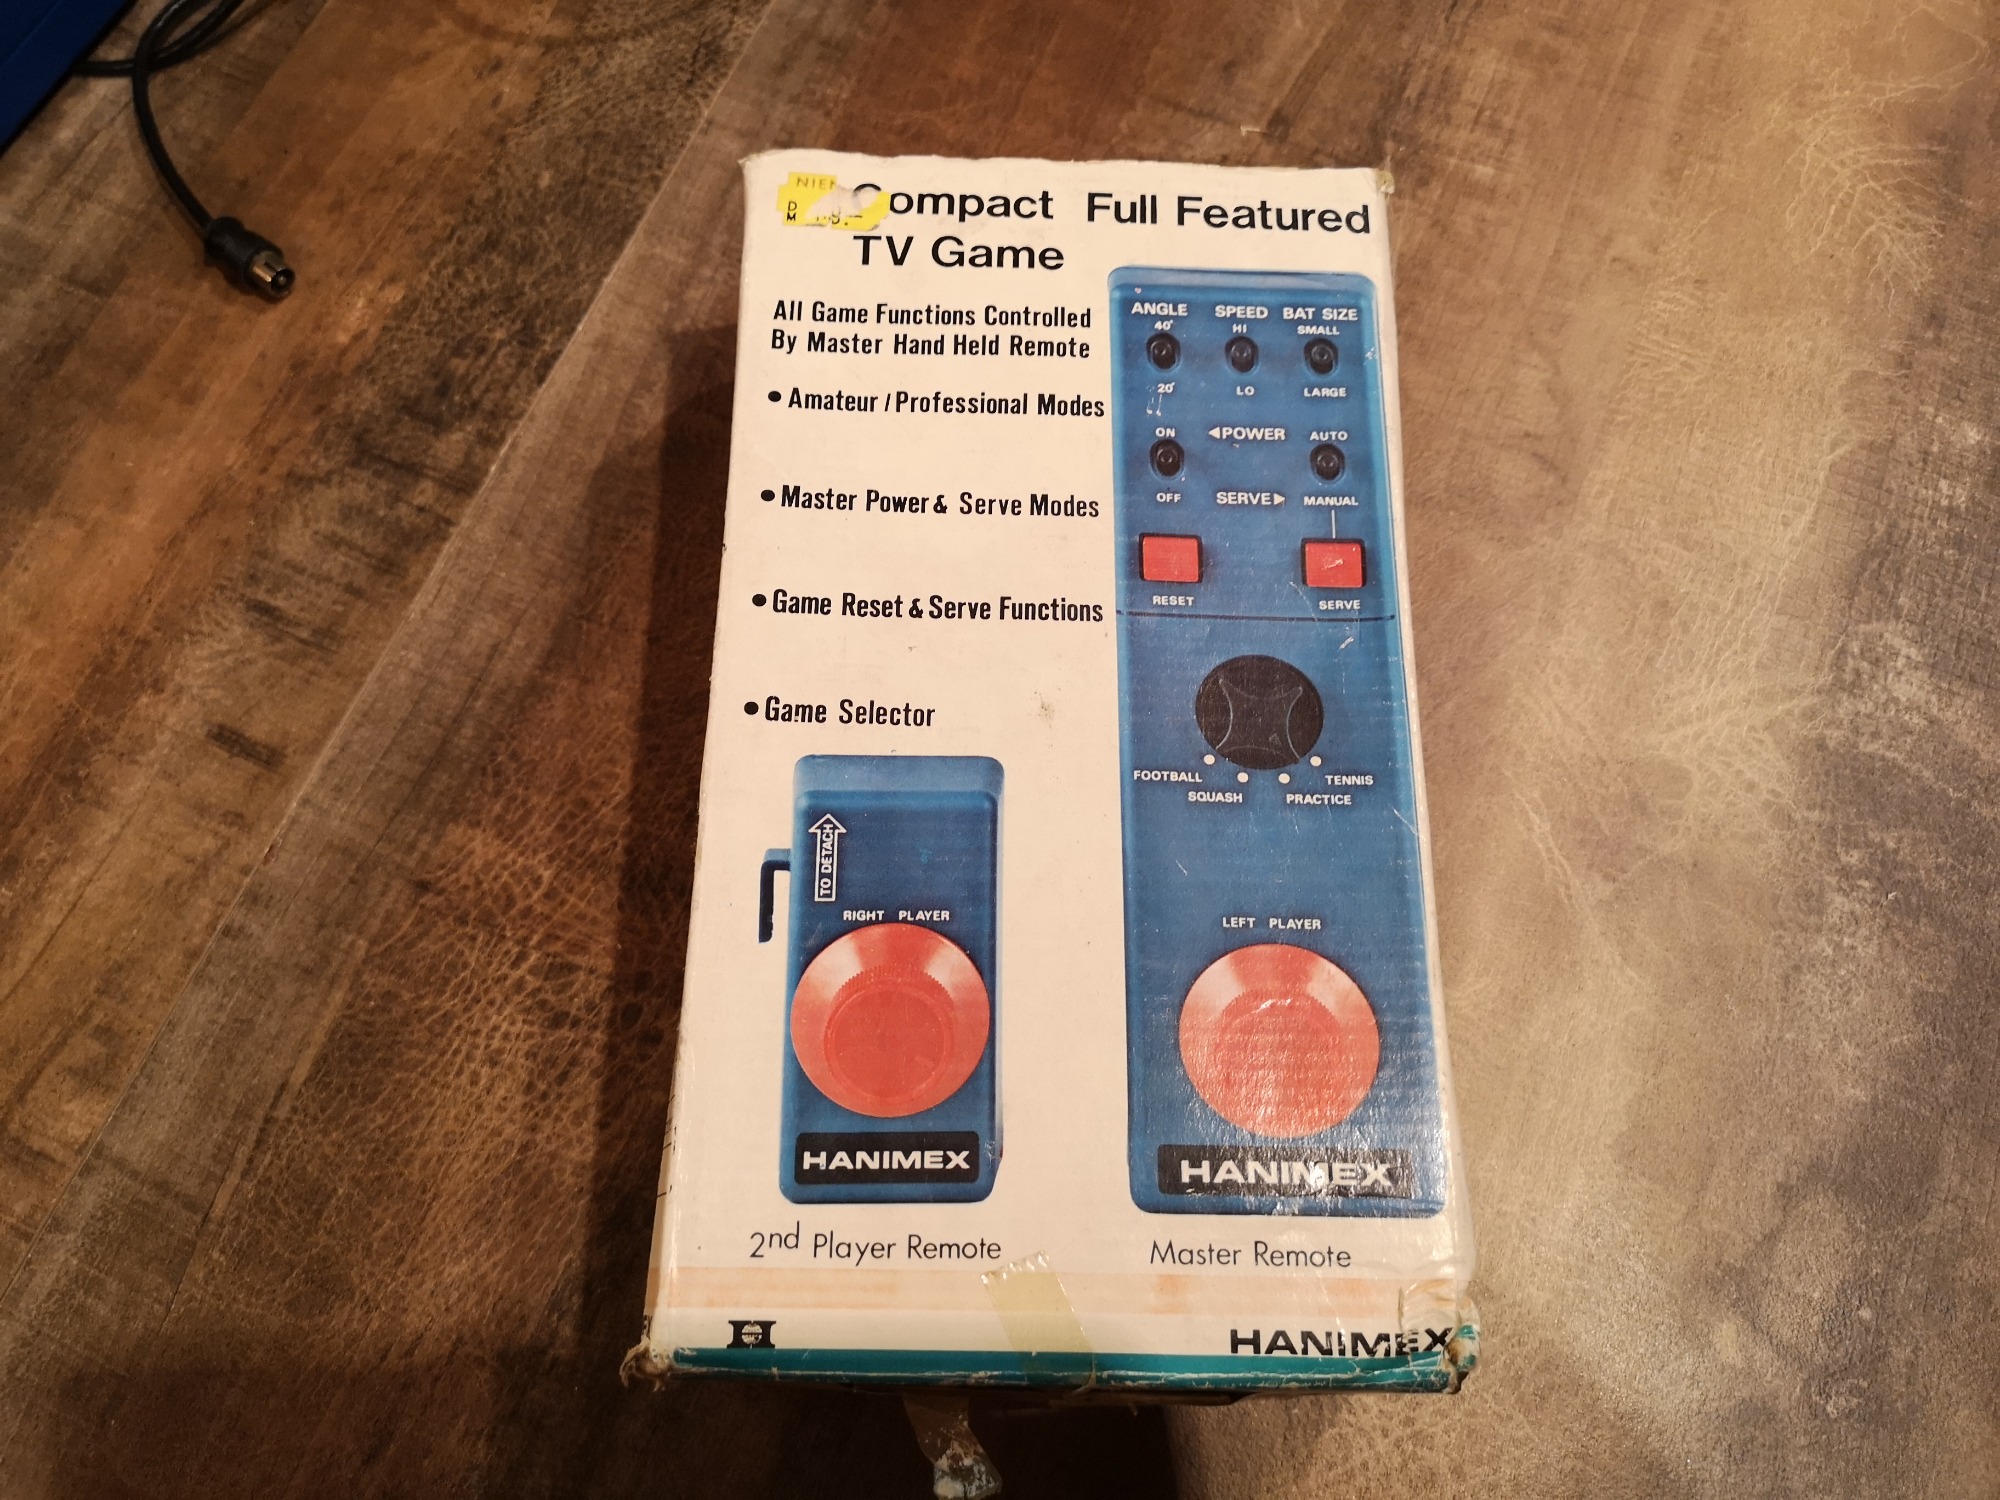 Compact Full Featured
TV Game
All Game Functions Controlled
By Master Hand Held Remote
• Amateur / Professional Modes
• Master Power & Serve Modes
• Game Reset & Serve Functions
• Game Selector
ANGLE SPEED BAT SIZE
40° HI SMALL
20° LO LARGE
ON ◀POWER AUTO
OFF SERVE▶ MANUAL
RESET SERVE
FOOTBALL TENNIS
SQUASH PRACTICE
LEFT PLAYER
HANIMEX
Master Remote
TO DETACH
RIGHT PLAYER
HANIMEX
2nd Player Remote
H
HANIMEX
DM